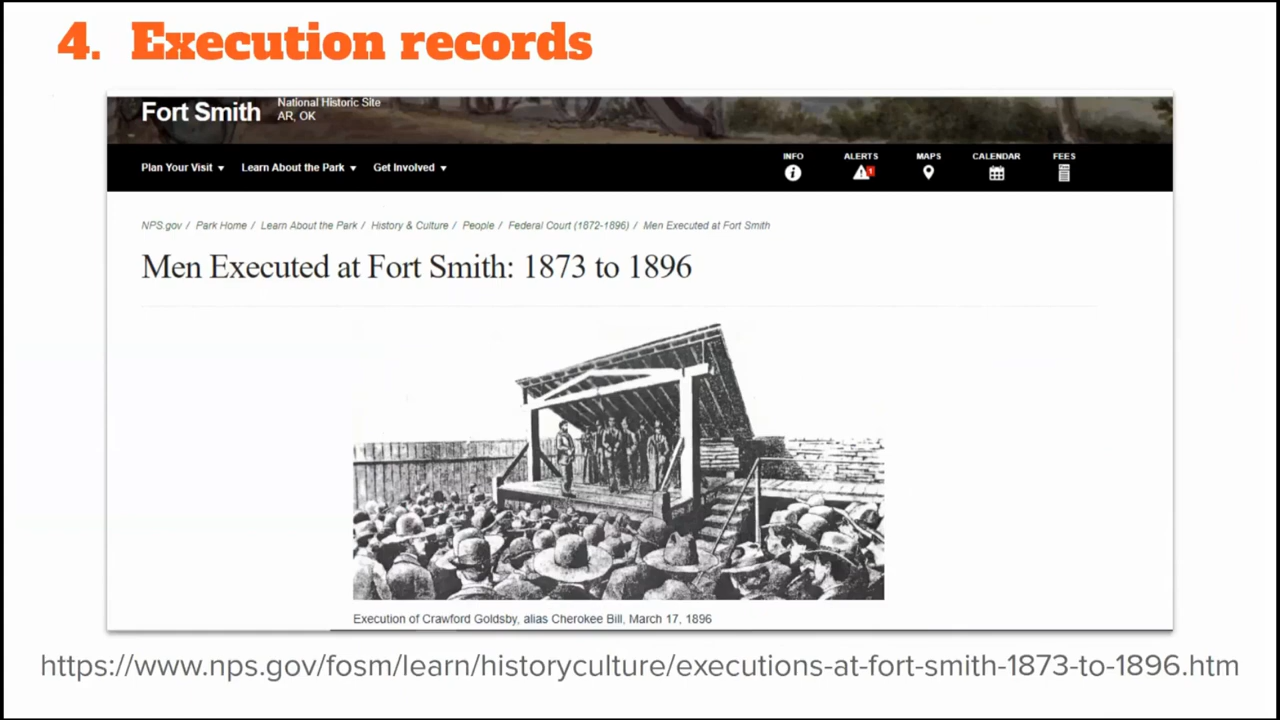 4. Execution records
Fort Smith
National Historic Site
AR, OK
Plan Your Visit
Learn About the Park
Get Involved
INFO
ALERTS
1
MAPS
CALENDAR
FEES
NPS.gov / Park Home / Learn About the Park / History & Culture / People / Federal Court (1872-1896) / Men Executed at Fort Smith
Men Executed at Fort Smith: 1873 to 1896
Execution of Crawford Goldsby, alias Cherokee Bill, March 17, 1896
https://www.nps.gov/fosm/learn/historyculture/executions-at-fort-smith-1873-to-1896.htm